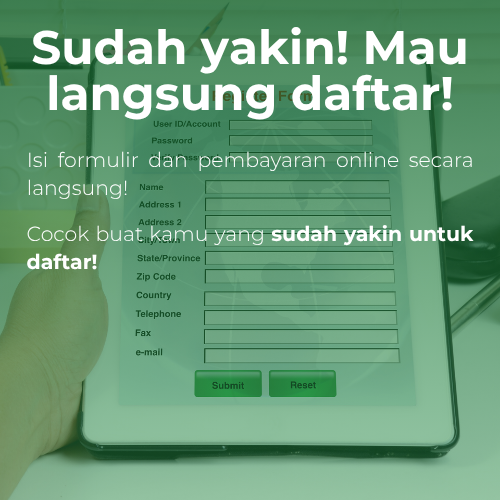 Sudah yakin! Mau
langsung daftar!
User ID/Account
Password
Isi formulir dan pembayaran online secara
langsung!
Name
Address 1
Address 2
Cocok buat kamu yang sudah yakin untuk
daftar!
State/Province
Zip Code
Country
Telephone
Fax
e-mail
Submit Reset